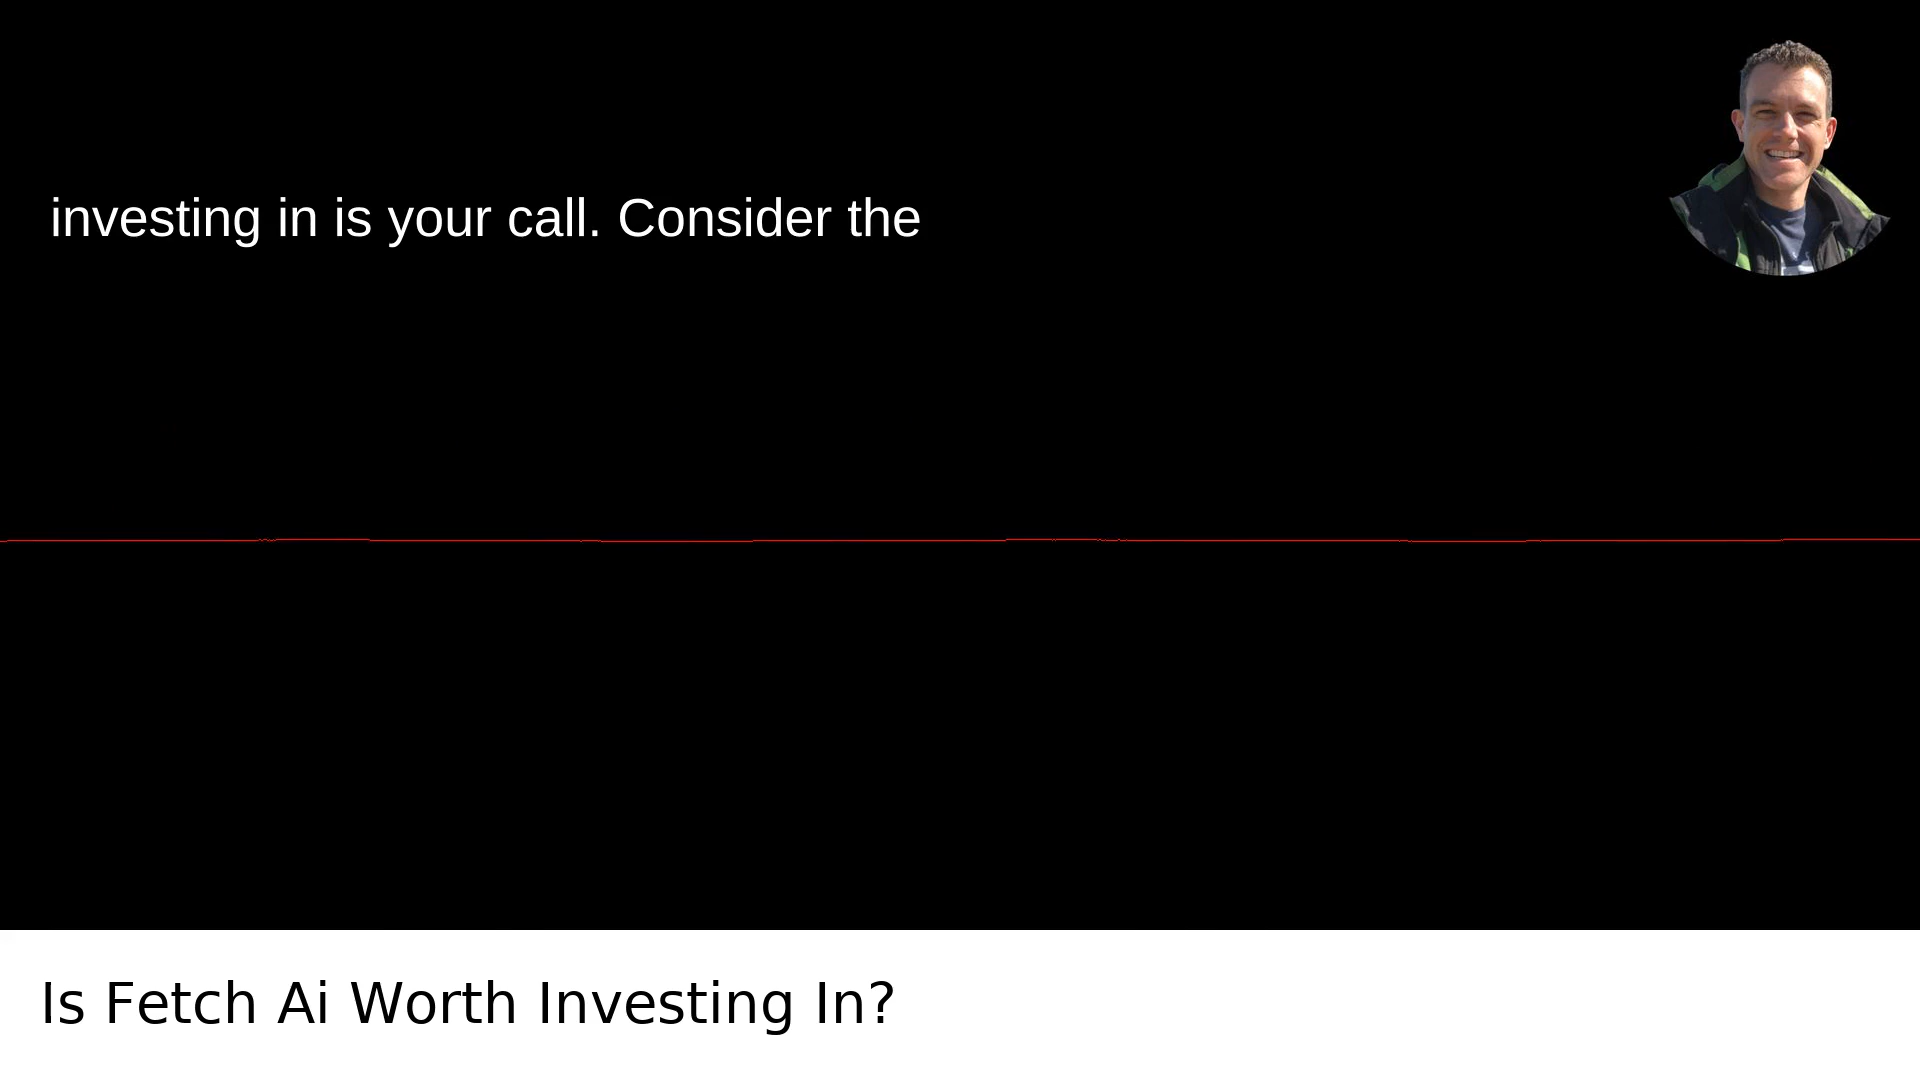 investing in is your call. Consider the
Is Fetch Ai Worth Investing In?